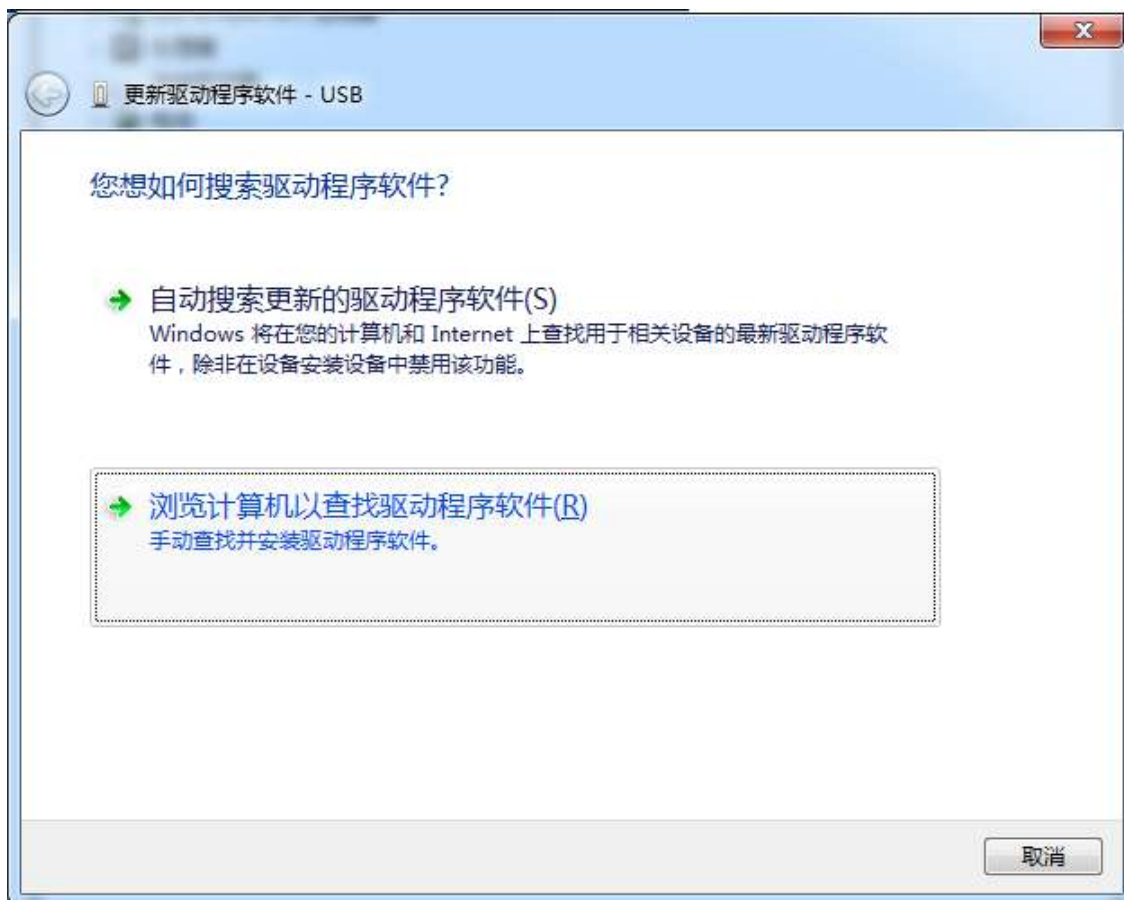 更新驱动程序软件 - USB
您想如何搜索驱动程序软件?
自动搜索更新的驱动程序软件(S)
Windows 将在您的计算机和 Internet 上查找用于相关设备的最新驱动程序软
件，除非在设备安装设备中禁用该功能。
浏览计算机以查找驱动程序软件(R)
手动查找并安装驱动程序软件。
取消